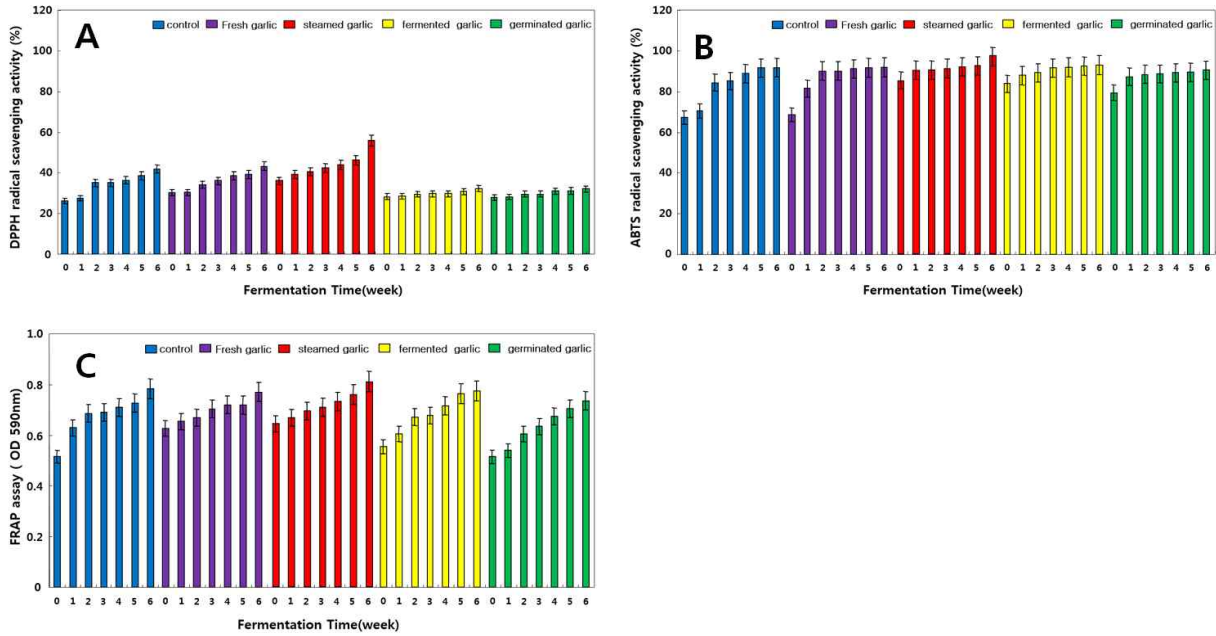 A
control Fresh garlic steamed garlic fermented garlic germinated garlic
DPPH radical scavenging activity (%)
120
100
80
60
40
20
0
0 1 2 3 4 5 6 0 1 2 3 4 5 6 0 1 2 3 4 5 6 0 1 2 3 4 5 6 0 1 2 3 4 5 6
Fermentation Time(week)
B
control Fresh garlic steamed garlic fermented garlic germinated garlic
ABTS radical scavenging activity (%)
120
100
80
60
40
20
0
0 1 2 3 4 5 6 0 1 2 3 4 5 6 0 1 2 3 4 5 6 0 1 2 3 4 5 6 0 1 2 3 4 5 6
Fermentation Time(week)
C
control Fresh garlic steamed garlic fermented garlic germinated garlic
FRAP assay ( OD 590nm)
1.0
0.8
0.6
0.4
0.2
0
0 1 2 3 4 5 6 0 1 2 3 4 5 6 0 1 2 3 4 5 6 0 1 2 3 4 5 6 0 1 2 3 4 5 6
Fermentation Time(week)